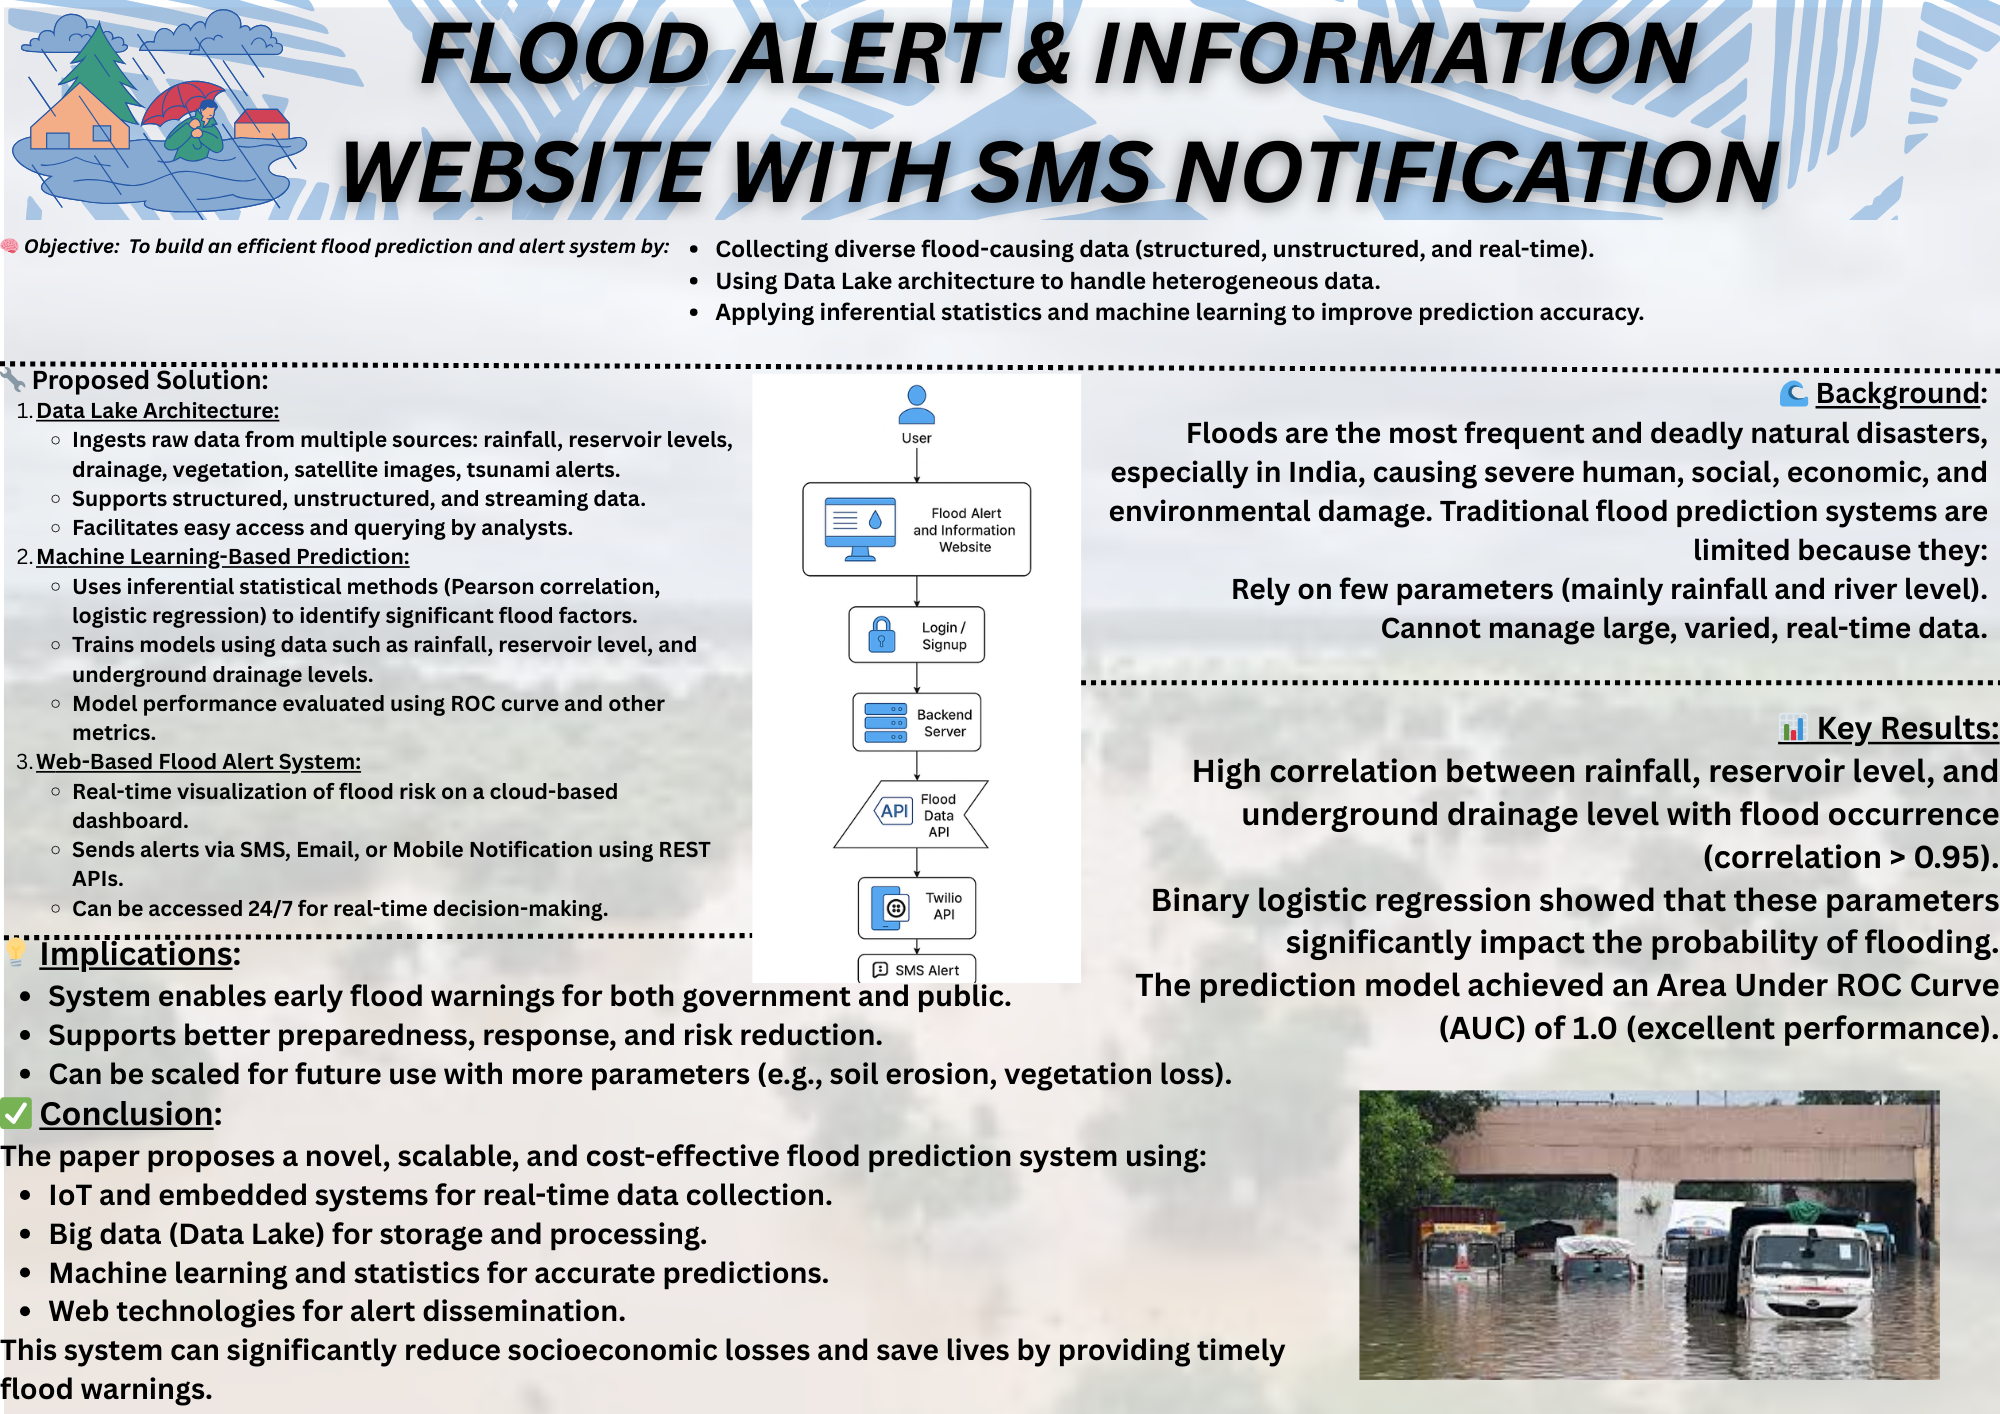 FLOOD ALERT & INFORMATION
WEBSITE WITH SMS NOTIFICATION
🧠 Objective: To build an efficient flood prediction and alert system by:
• Collecting diverse flood-causing data (structured, unstructured, and real-time).
• Using Data Lake architecture to handle heterogeneous data.
• Applying inferential statistics and machine learning to improve prediction accuracy.
🔧 Proposed Solution:
1. Data Lake Architecture:
○ Ingests raw data from multiple sources: rainfall, reservoir levels,
drainage, vegetation, satellite images, tsunami alerts.
○ Supports structured, unstructured, and streaming data.
○ Facilitates easy access and querying by analysts.
2. Machine Learning-Based Prediction:
○ Uses inferential statistical methods (Pearson correlation,
logistic regression) to identify significant flood factors.
○ Trains models using data such as rainfall, reservoir level, and
underground drainage levels.
○ Model performance evaluated using ROC curve and other
metrics.
3. Web-Based Flood Alert System:
○ Real-time visualization of flood risk on a cloud-based
dashboard.
○ Sends alerts via SMS, Email, or Mobile Notification using REST
APIs.
○ Can be accessed 24/7 for real-time decision-making.
User
Flood Alert
and Information
Website
Login /
Signup
Backend
Server
API
Flood
Data
API
Twilio
API
SMS Alert
🌊 Background:
Floods are the most frequent and deadly natural disasters,
especially in India, causing severe human, social, economic, and
environmental damage. Traditional flood prediction systems are
limited because they:
Rely on few parameters (mainly rainfall and river level).
Cannot manage large, varied, real-time data.
📊 Key Results:
High correlation between rainfall, reservoir level, and
underground drainage level with flood occurrence
(correlation > 0.95).
Binary logistic regression showed that these parameters
significantly impact the probability of flooding.
The prediction model achieved an Area Under ROC Curve
(AUC) of 1.0 (excellent performance).
💡 Implications:
• System enables early flood warnings for both government and public.
• Supports better preparedness, response, and risk reduction.
• Can be scaled for future use with more parameters (e.g., soil erosion, vegetation loss).
✅ Conclusion:
The paper proposes a novel, scalable, and cost-effective flood prediction system using:
• IoT and embedded systems for real-time data collection.
• Big data (Data Lake) for storage and processing.
• Machine learning and statistics for accurate predictions.
• Web technologies for alert dissemination.
This system can significantly reduce socioeconomic losses and save lives by providing timely
flood warnings.